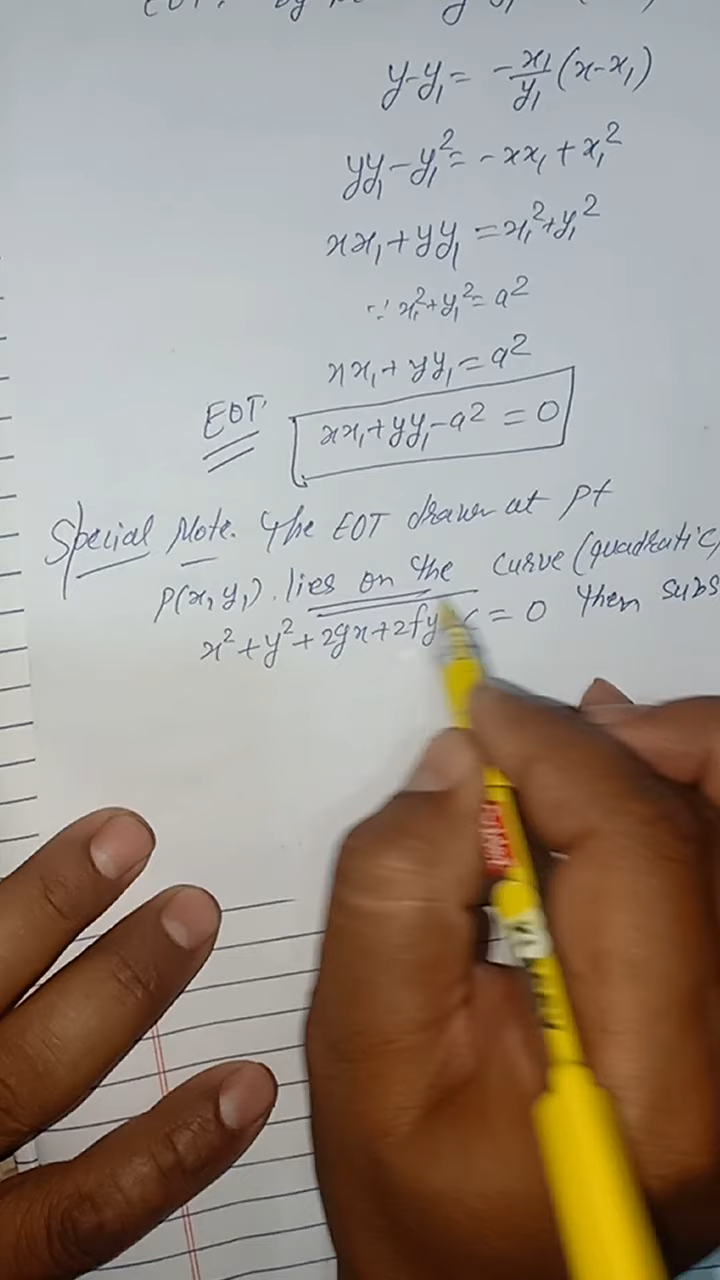 y-y₁ = -x₁/y₁ (x-x₁)
yy₁-y₁² = -xx₁+x₁²
xx₁+yy₁ = x₁²+y₁²
∵ x₁²+y₁² = a²
xx₁+yy₁ = a²
EOT xx₁+yy₁-a² = 0
Special Note. The EOT drawn at pt
P(x₁ y₁). lies on the curve (quadratic
x²+y²+2gx+2fy c = 0 then subs